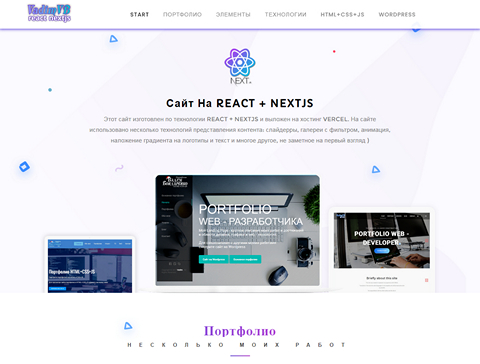 VadimVB
react nextjs
START ПОРТФОЛИО ЭЛЕМЕНТЫ ТЕХНОЛОГИИ HTML+CSS+JS WORDPRESS
NEXT
Сайт На REACT + NEXTJS
Этот сайт изготовлен по технологии REACT + NEXTJS и выложен на хостинг VERCEL. На сайте
использовано несколько технологий представления контента: слайдерры, галереи с фильтром, анимация,
наложение градиента на логотипы и текст и многое другое, не заметное на первый взгляд )
PORTFOLIO
WEB - РАЗРАБОТЧИКА
PORTFOLIO WEB -
DEVELOPER
Briefly about this site
Портфолио HTML+CSS+JS
Портфолио
НЕСКОЛЬКО МОИХ РАБОТ